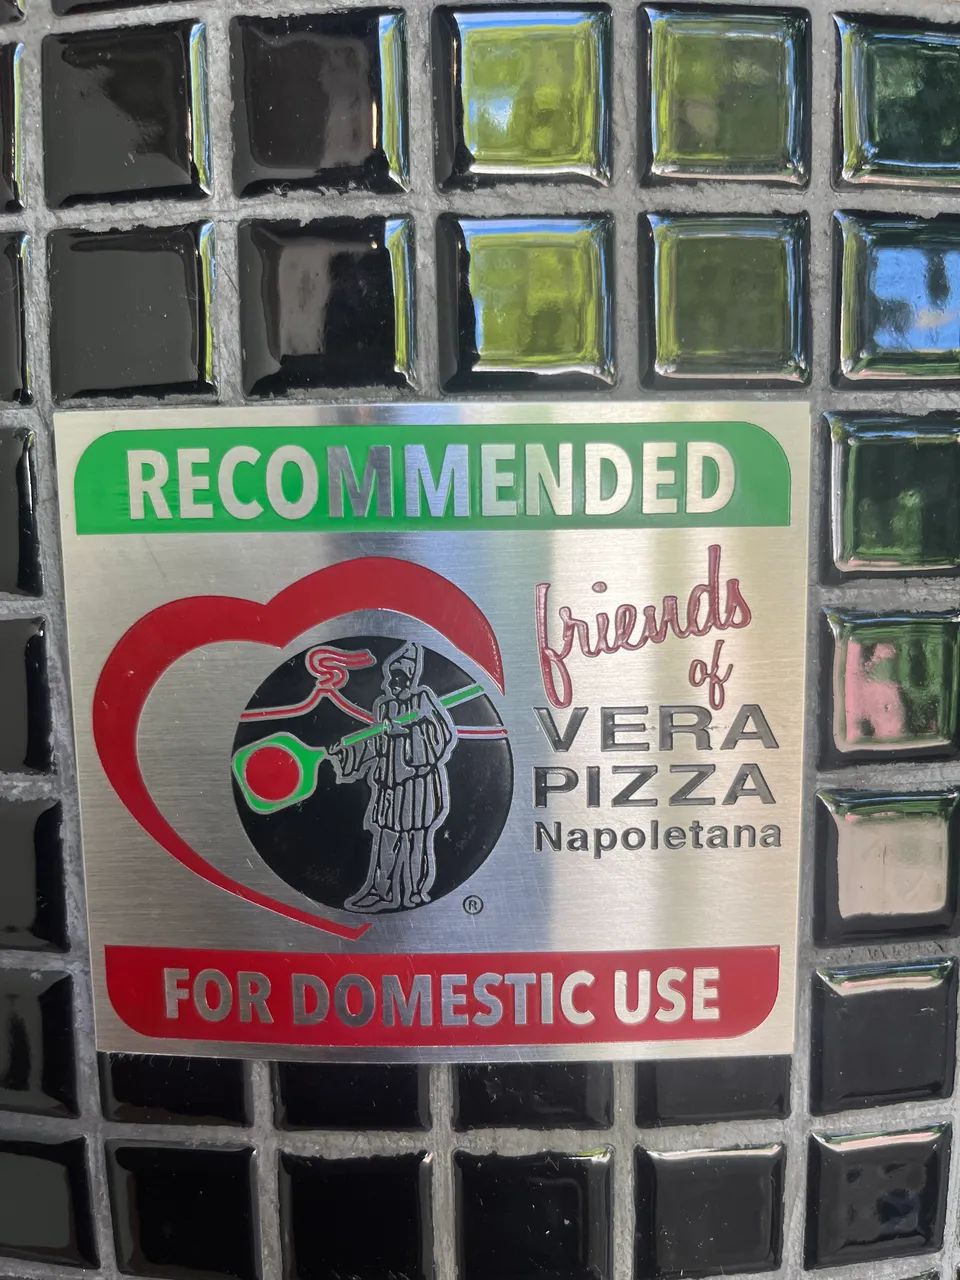 RECOMMENDED
friends
of
VERA
PIZZA
Napoletana
®
FOR DOMESTIC USE